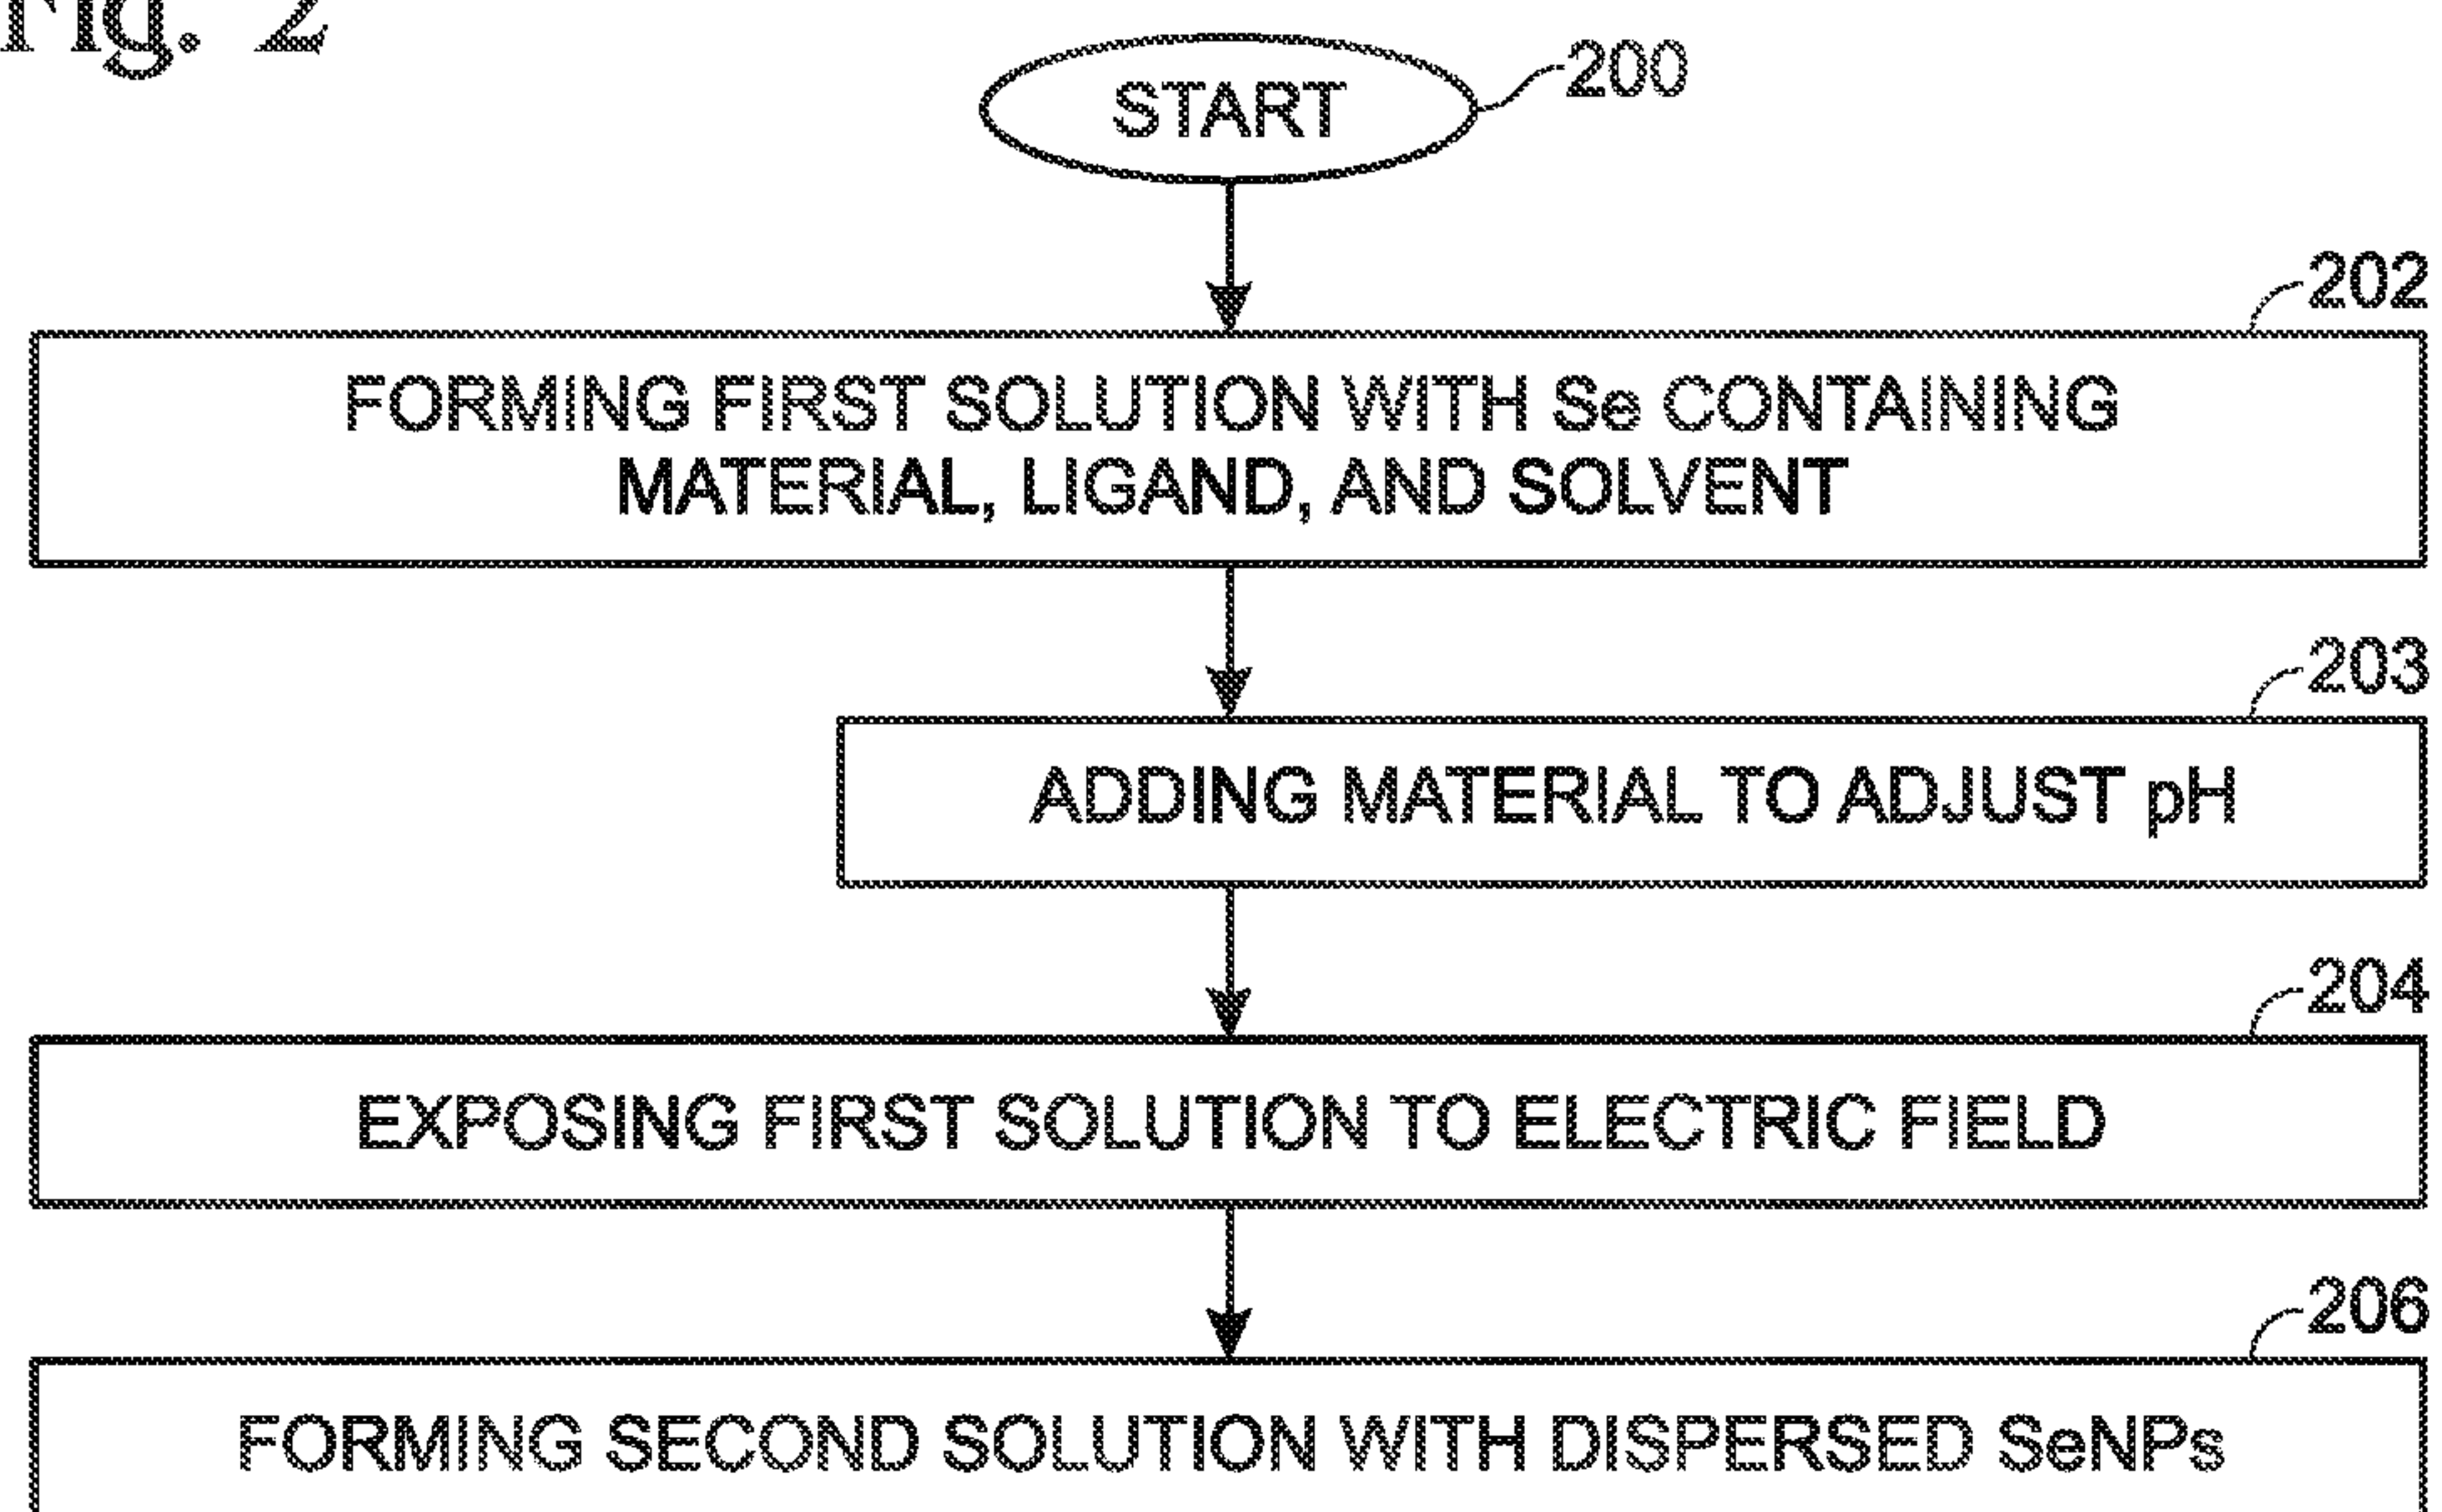 Fig. 2
START
200
202
FORMING FIRST SOLUTION WITH Se CONTAINING
MATERIAL, LIGAND, AND SOLVENT
203
ADDING MATERIAL TO ADJUST pH
204
EXPOSING FIRST SOLUTION TO ELECTRIC FIELD
206
FORMING SECOND SOLUTION WITH DISPERSED SeNPs